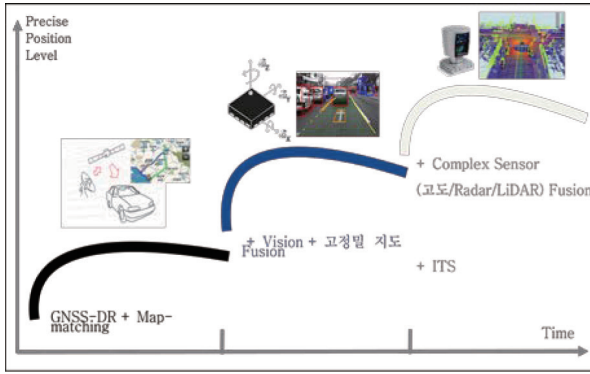 Precise
Position
Level
+ Complex Sensor
(고도/Radar/LiDAR) Fusion
+ Vision + 고정밀 지도
Fusion
+ ITS
GNSS-DR + Map-
matching
Time